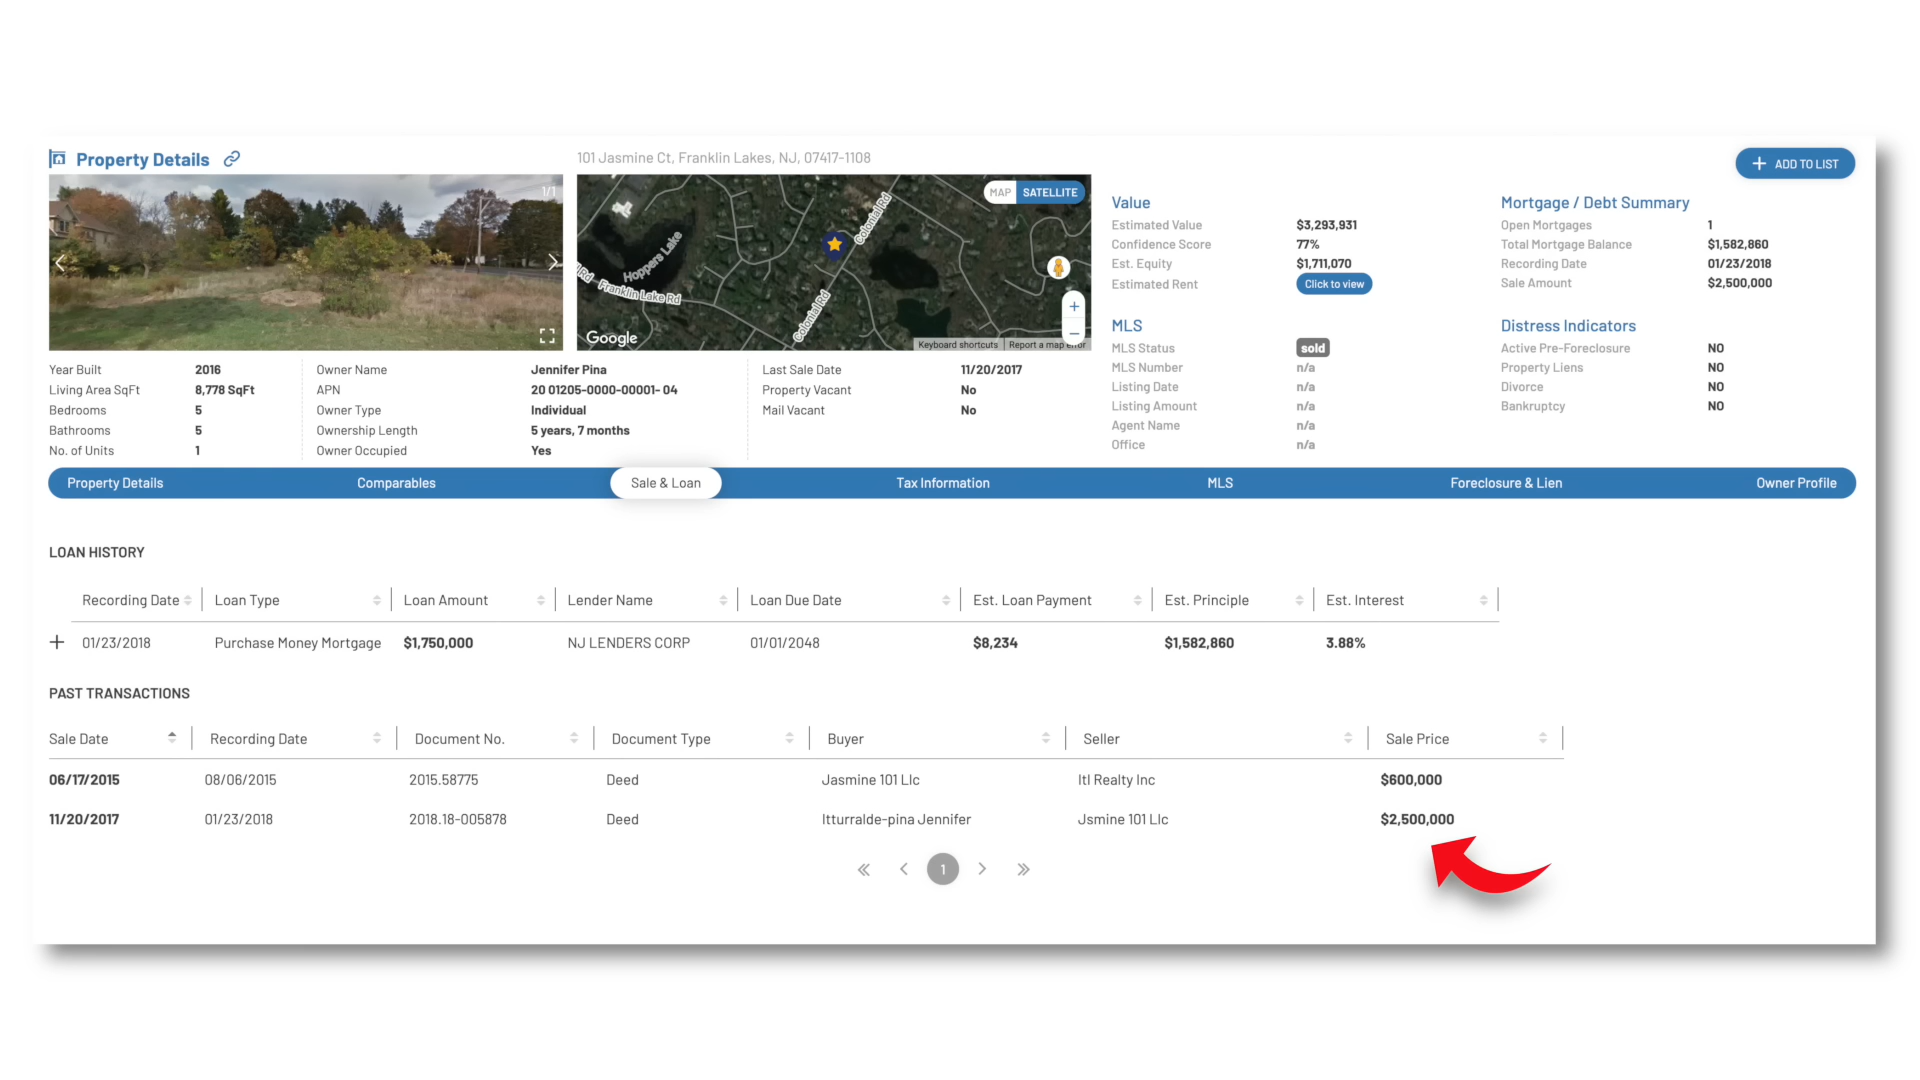 Property Details
101 Jasmine Ct, Franklin Lakes, NJ, 07417-1108
ADD TO LIST
1/1
MAP SATELLITE
Colonial Rd
Hoppers Lake
l Rd
Franklin Lake Rd
Colonial Rd
Google
Keyboard shortcuts
Report a map error
Value
Estimated Value $3,293,931
Confidence Score 77%
Est. Equity $1,711,070
Estimated Rent Click to view
Mortgage / Debt Summary
Open Mortgages 1
Total Mortgage Balance $1,582,860
Recording Date 01/23/2018
Sale Amount $2,500,000
MLS
MLS Status sold
MLS Number n/a
Listing Date n/a
Listing Amount n/a
Agent Name n/a
Office n/a
Distress Indicators
Active Pre-Foreclosure NO
Property Liens NO
Divorce NO
Bankruptcy NO
Year Built 2016
Living Area SqFt 8,778 SqFt
Bedrooms 5
Bathrooms 5
No. of Units 1
Owner Name Jennifer Pina
APN 20 01205-0000-00001- 04
Owner Type Individual
Ownership Length 5 years, 7 months
Owner Occupied Yes
Last Sale Date 11/20/2017
Property Vacant No
Mail Vacant No
Property Details Comparables Sale & Loan Tax Information MLS Foreclosure & Lien Owner Profile
LOAN HISTORY
Recording Date Loan Type Loan Amount Lender Name Loan Due Date Est. Loan Payment Est. Principle Est. Interest
01/23/2018 Purchase Money Mortgage $1,750,000 NJ LENDERS CORP 01/01/2048 $8,234 $1,582,860 3.88%
PAST TRANSACTIONS
Sale Date Recording Date Document No. Document Type Buyer Seller Sale Price
06/17/2015 08/06/2015 2015.58775 Deed Jasmine 101 Llc Itl Realty Inc $600,000
11/20/2017 01/23/2018 2018.18-005878 Deed Itturralde-pina Jennifer Jsmine 101 Llc $2,500,000
1